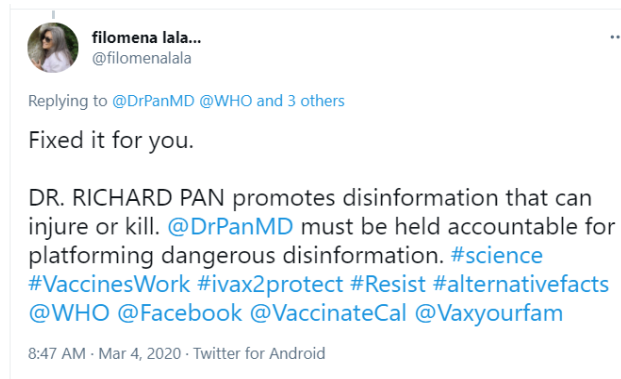 filomena lala...
@filomenalala
Replying to @DrPanMD @WHO and 3 others
Fixed it for you.
DR. RICHARD PAN promotes disinformation that can
injure or kill. @DrPanMD must be held accountable for
platforming dangerous disinformation. #science
#VaccinesWork #ivax2protect #Resist #alternativefacts
@WHO @Facebook @VaccinateCal @Vaxyourfam
8:47 AM · Mar 4, 2020 · Twitter for Android